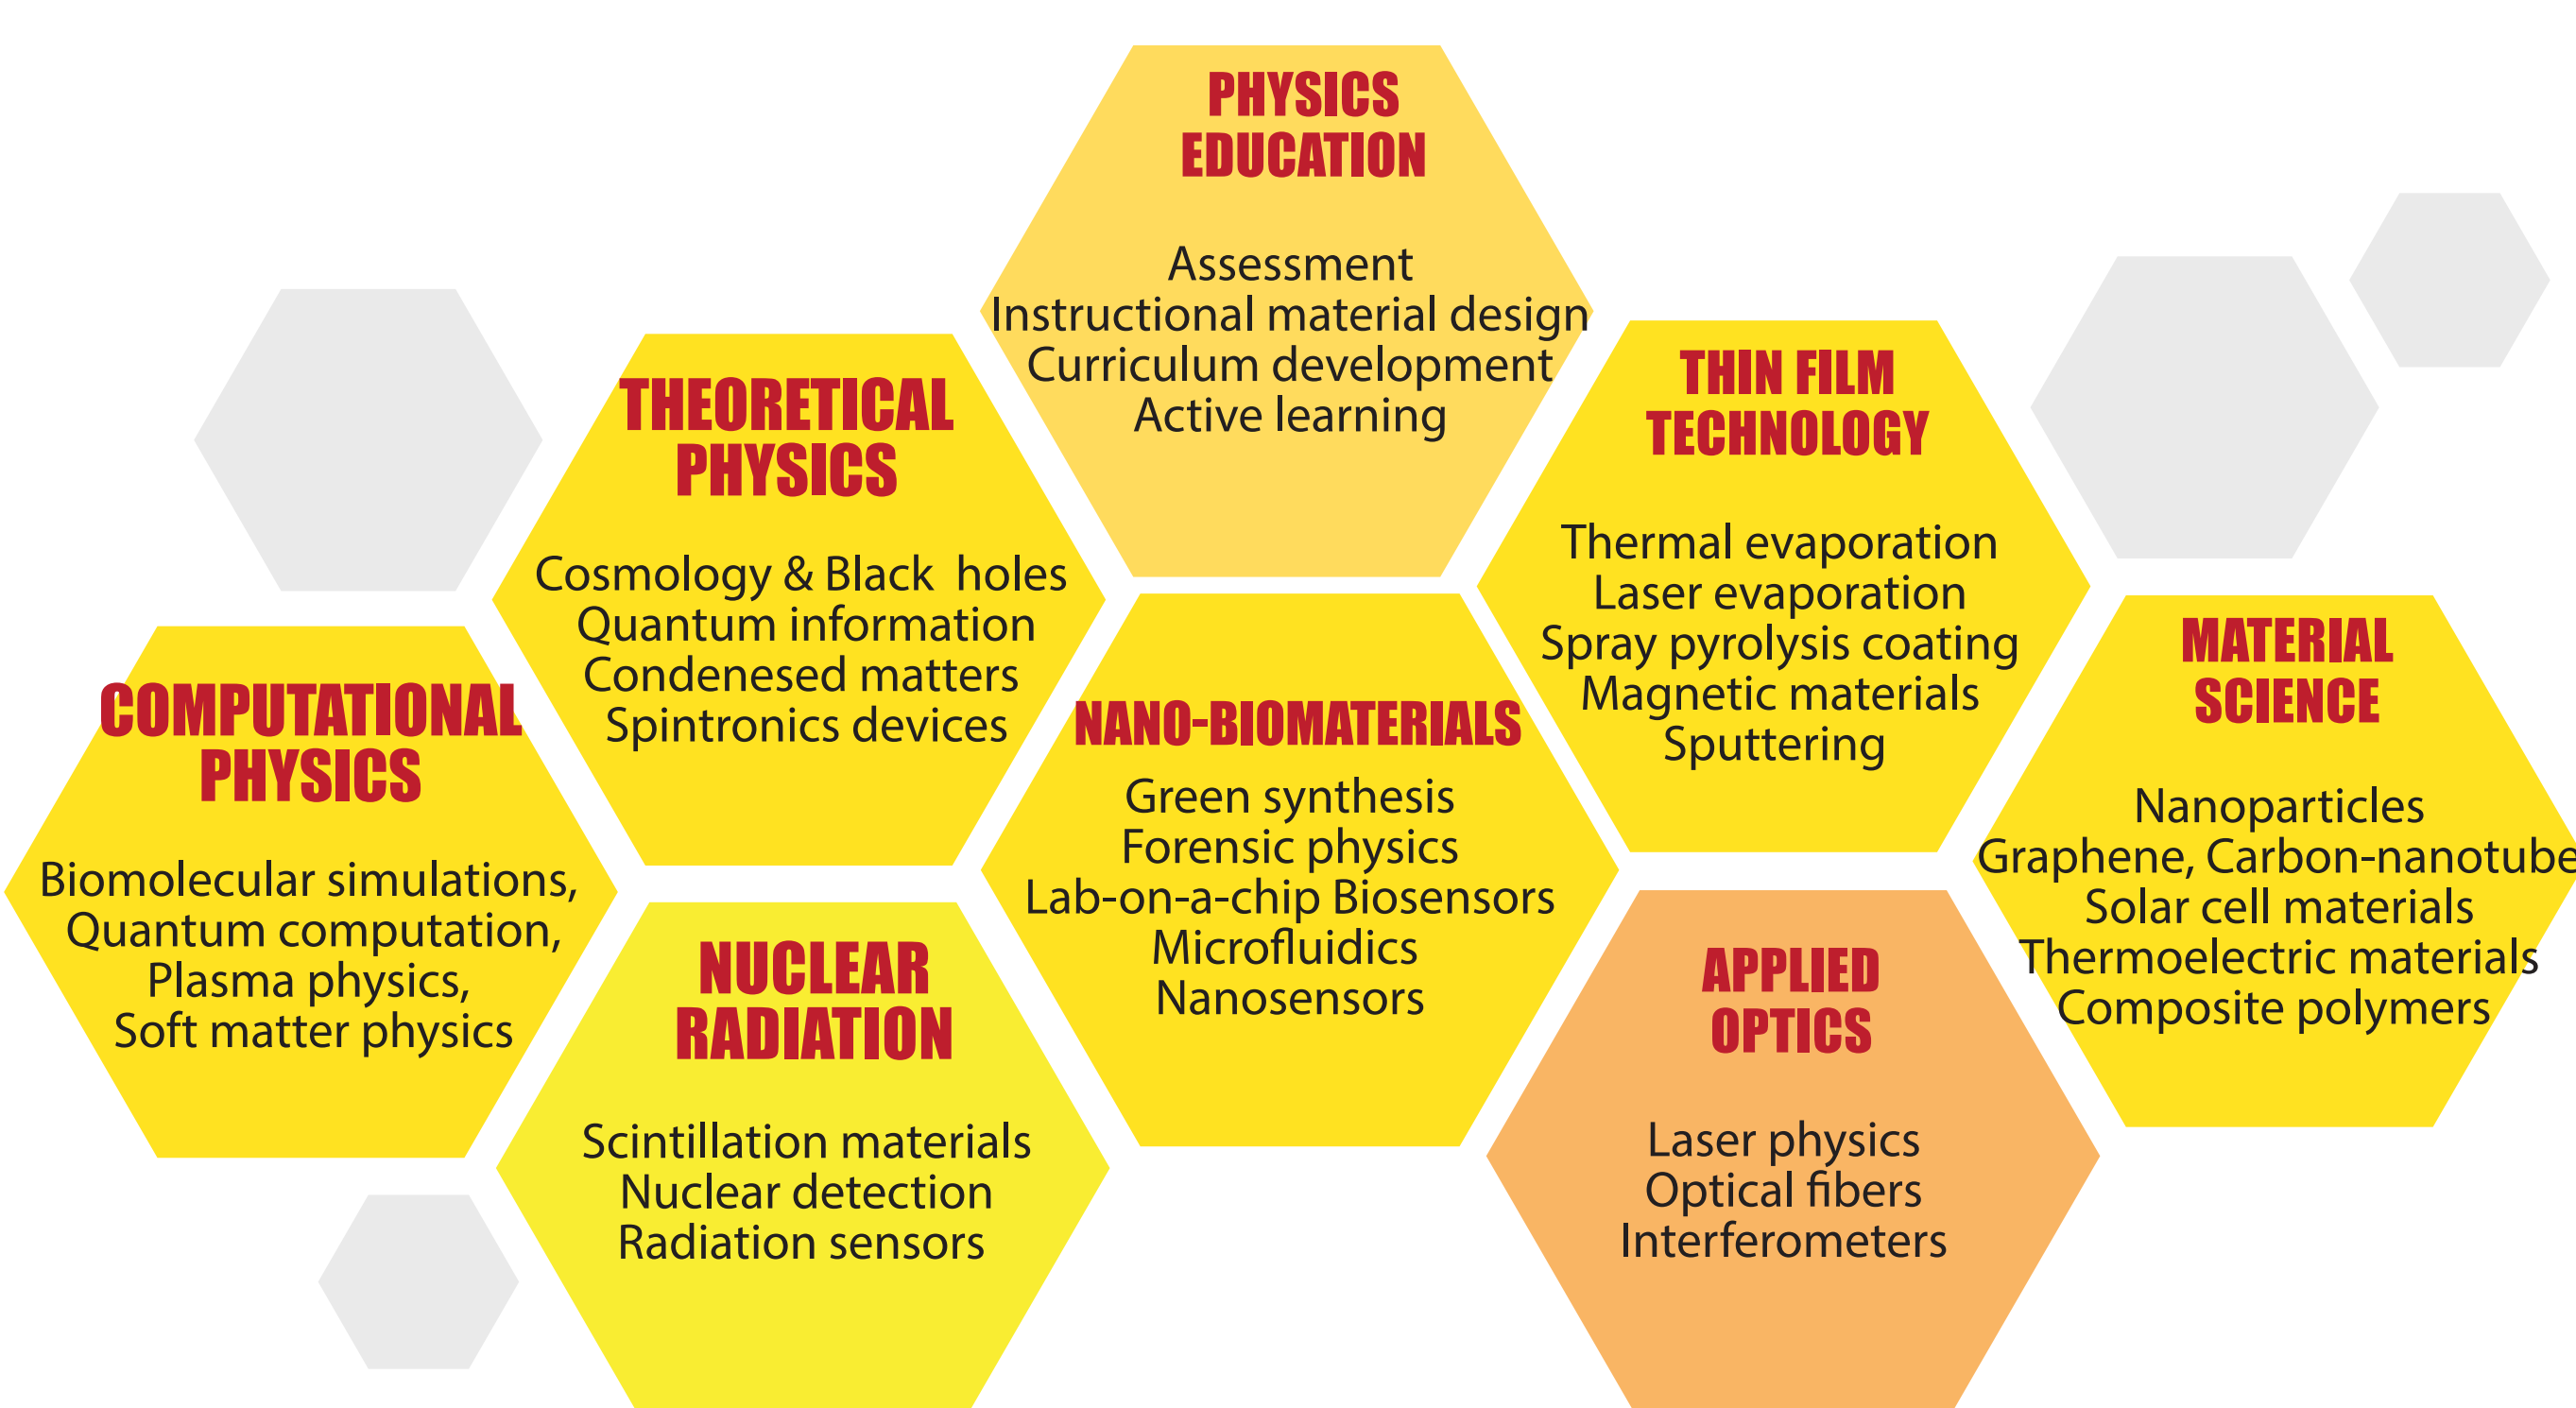 PHYSICS
EDUCATION
Assessment
Instructional material design
Curriculum development
Active learning
THEORETICAL
PHYSICS
Cosmology & Black holes
Quantum information
Condenesed matters
Spintronics devices
THIN FILM
TECHNOLOGY
Thermal evaporation
Laser evaporation
Spray pyrolysis coating
Magnetic materials
Sputtering
COMPUTATIONAL
PHYSICS
Biomolecular simulations,
Quantum computation,
Plasma physics,
Soft matter physics
NANO-BIOMATERIALS
Green synthesis
Forensic physics
Lab-on-a-chip Biosensors
Microfluidics
Nanosensors
MATERIAL
SCIENCE
Nanoparticles
Graphene, Carbon-nanotube
Solar cell materials
Thermoelectric materials
Composite polymers
NUCLEAR
RADIATION
Scintillation materials
Nuclear detection
Radiation sensors
APPLIED
OPTICS
Laser physics
Optical fibers
Interferometers